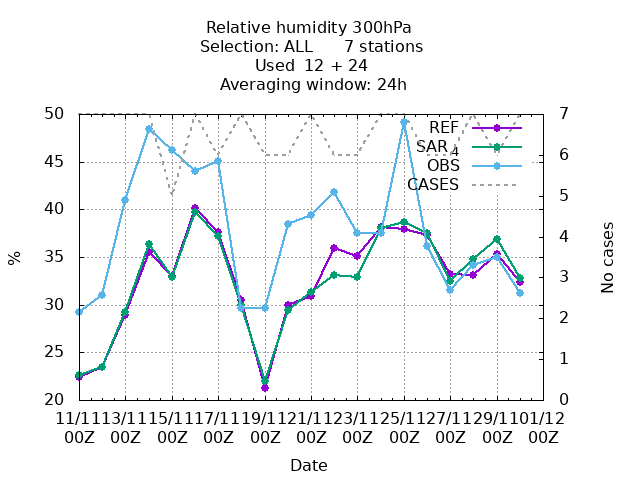 Relative humidity 300hPa
Selection: ALL 7 stations
Used 12 + 24
Averaging window: 24h
50 7
REF
SAR 4
OBS
CASES
45 6
40 5
35 4
30 3
25 2
20 1
0
%
No cases
11/11 13/11 15/11 17/11 19/11 21/11 23/11 25/11 27/11 29/11 01/12
00Z 00Z 00Z 00Z 00Z 00Z 00Z 00Z 00Z 00Z 00Z
Date